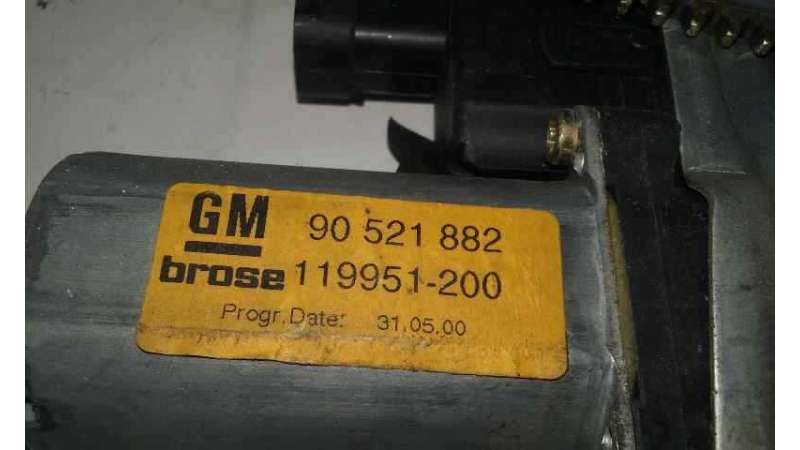 GM 90 521 882
brose 119951-200
Progr.Date: 31.05.00